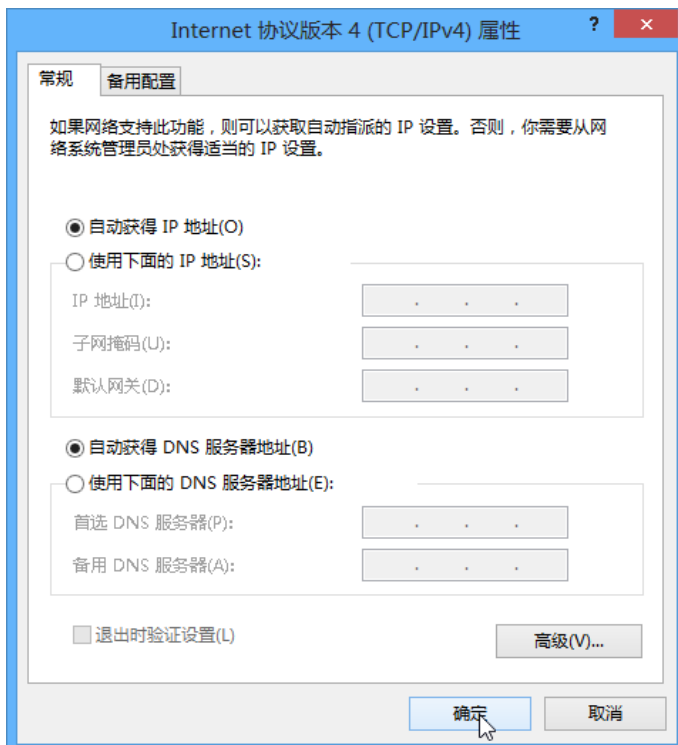 Internet 协议版本 4 (TCP/IPv4) 属性
?
×
常规
备用配置
如果网络支持此功能，则可以获取自动指派的 IP 设置。否则，你需要从网
络系统管理员处获得适当的 IP 设置。
自动获得 IP 地址(O)
使用下面的 IP 地址(S):
IP 地址(I):
子网掩码(U):
默认网关(D):
自动获得 DNS 服务器地址(B)
使用下面的 DNS 服务器地址(E):
首选 DNS 服务器(P):
备用 DNS 服务器(A):
退出时验证设置(L)
高级(V)...
确定
取消